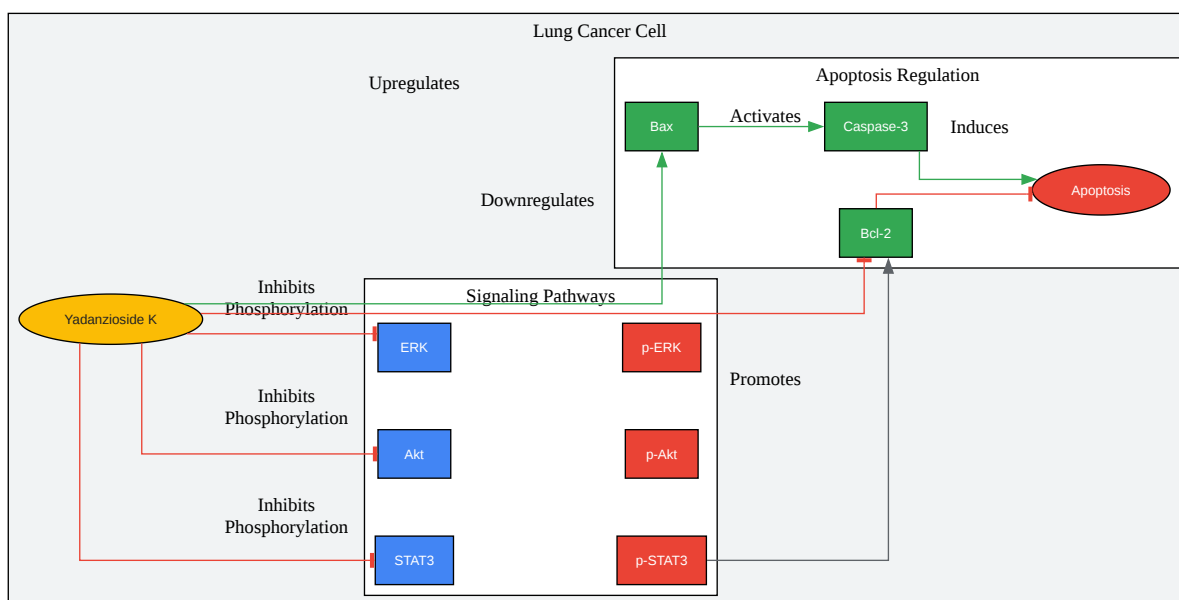 Lung Cancer Cell
Apoptosis Regulation
Upregulates
Bax
Activates
Caspase-3
Induces
Apoptosis
Downregulates
Bcl-2
Signaling Pathways
Inhibits
Phosphorylation
Yadanzioside K
ERK
p-ERK
Promotes
Inhibits
Phosphorylation
Akt
p-Akt
Inhibits
Phosphorylation
STAT3
p-STAT3